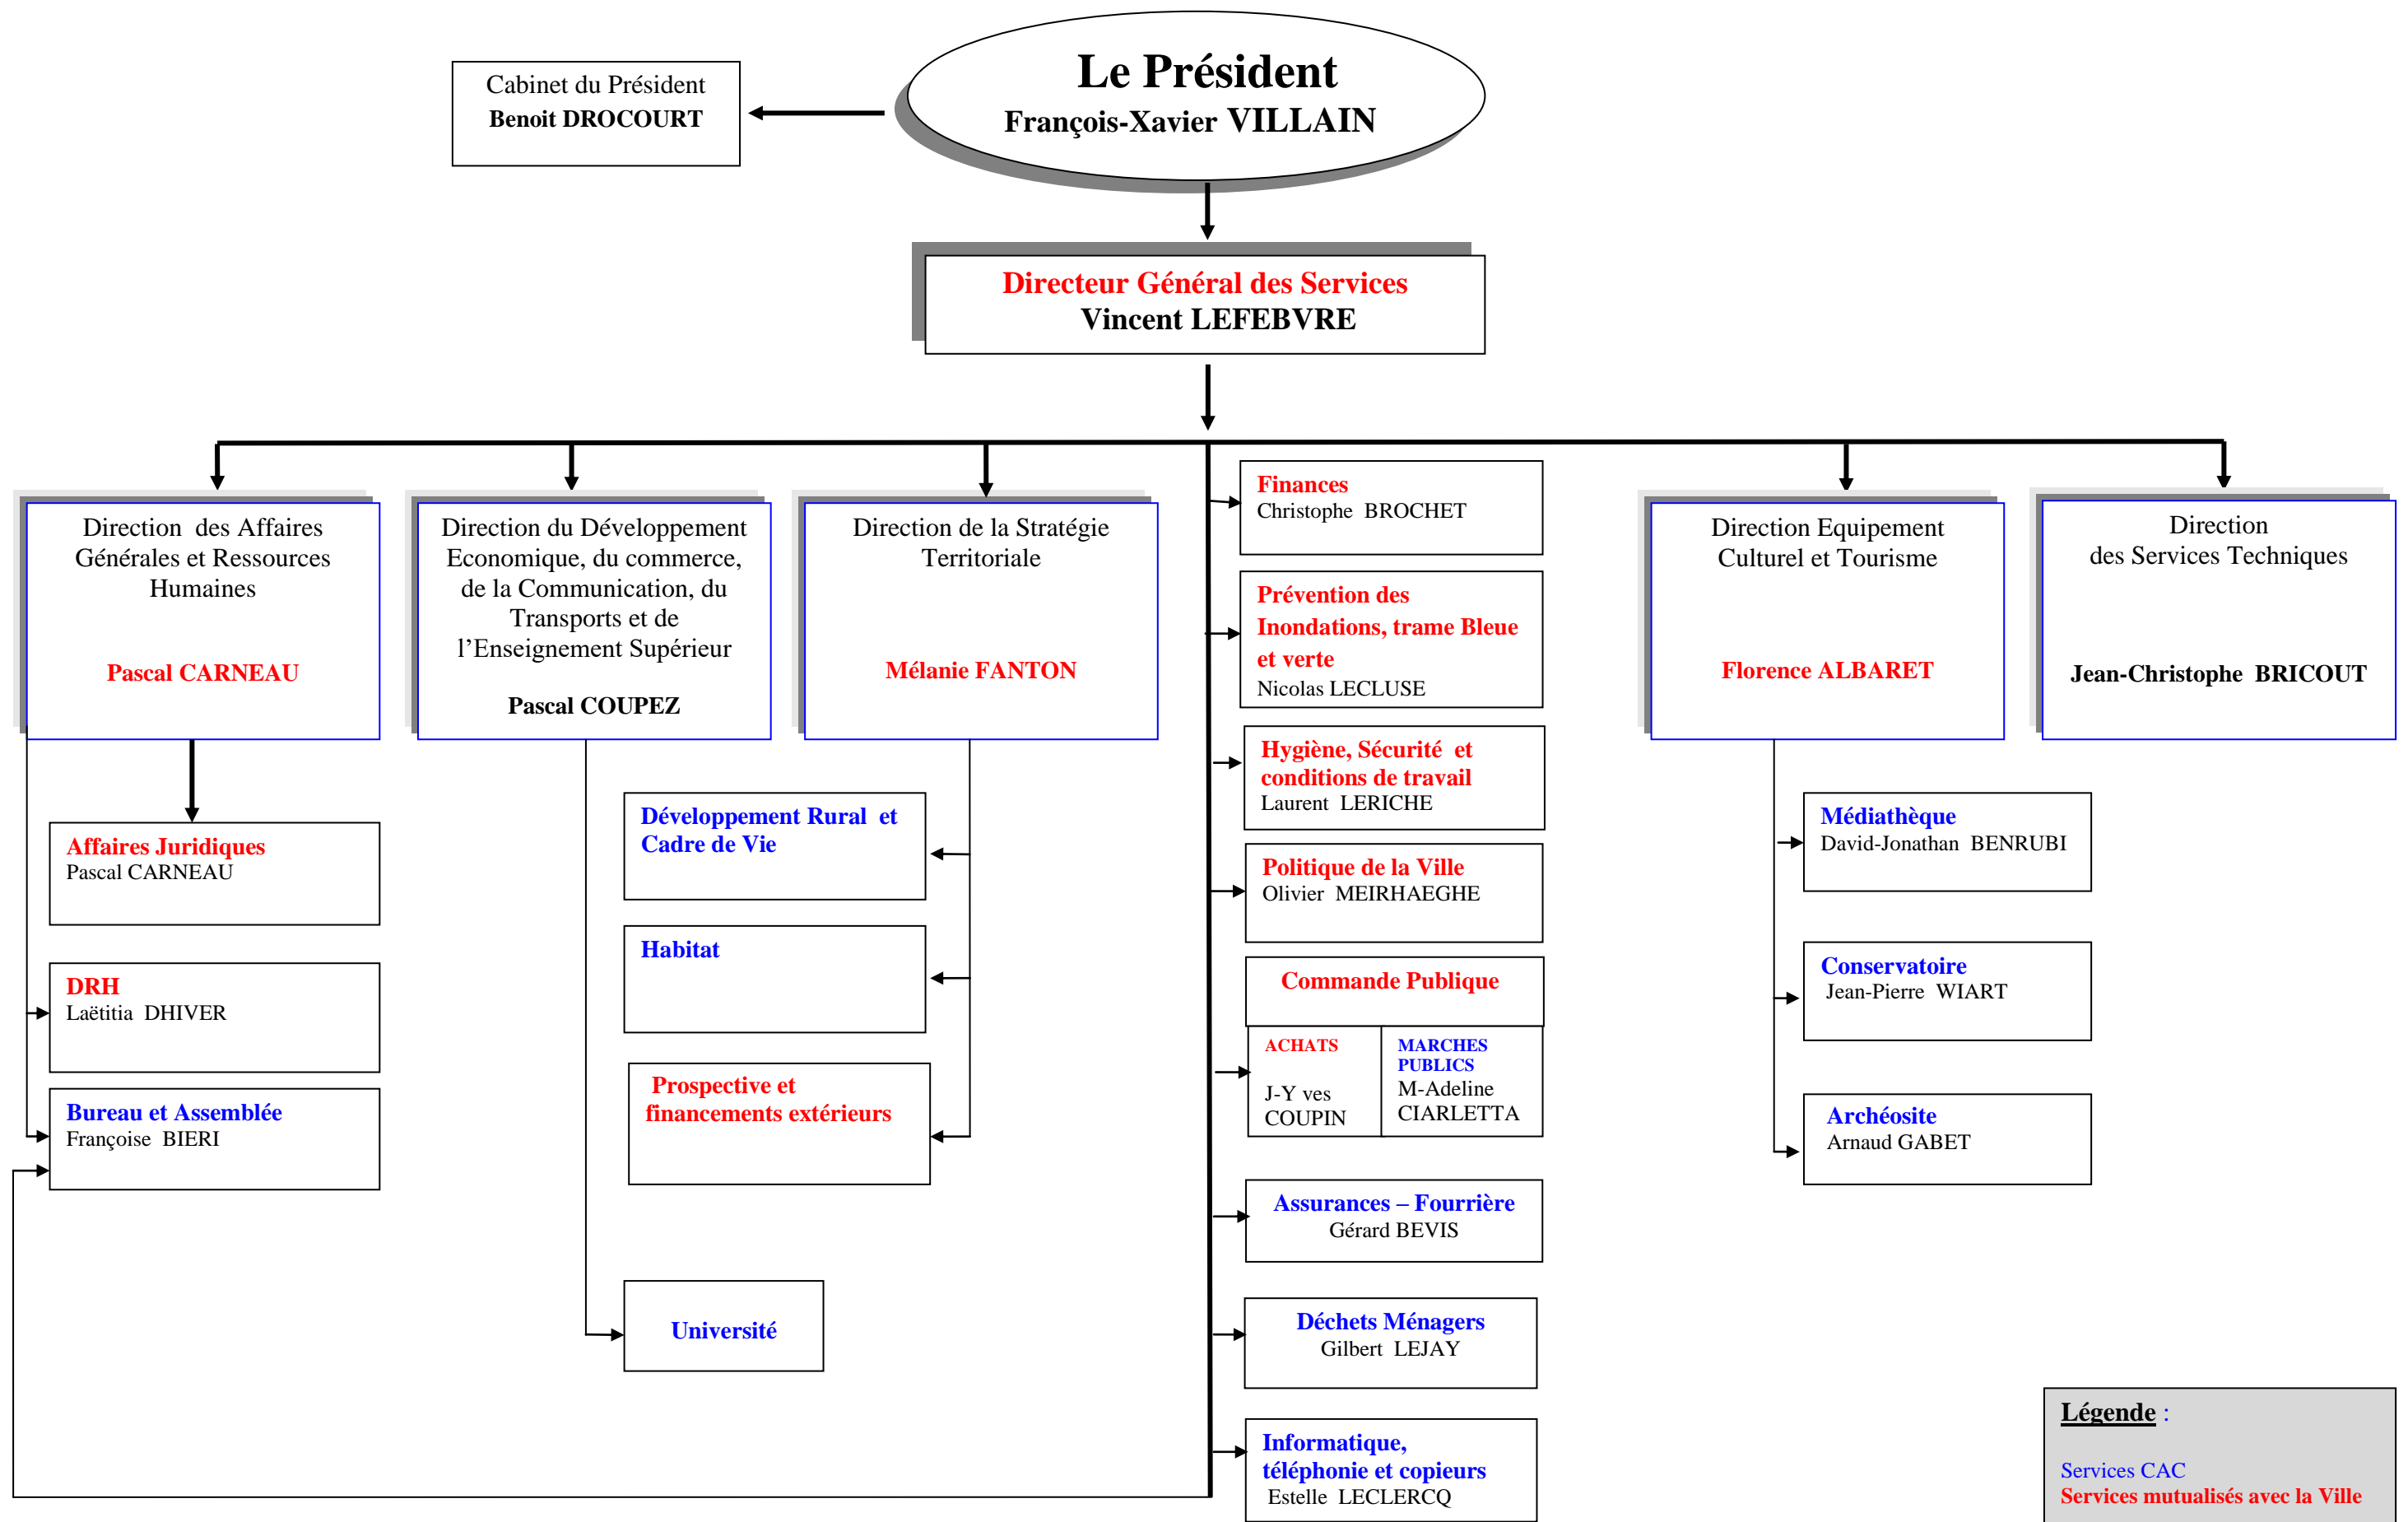 Le Président
François-Xavier VILLAIN
Cabinet du Président
Benoit DROCOURT
Directeur Général des Services
Vincent LEFEBVRE
Direction des Affaires
Générales et Ressources
Humaines
Pascal CARNEAU
Direction du Développement
Economique, du commerce,
de la Communication, du
Transports et de
l’Enseignement Supérieur
Pascal COUPEZ
Direction de la Stratégie
Territoriale
Mélanie FANTON
Finances
Christophe BROCHET
Prévention des
Inondations, trame Bleue
et verte
Nicolas LECLUSE
Hygiène, Sécurité et
conditions de travail
Laurent LERICHE
Politique de la Ville
Olivier MEIRHAEGHE
Commande Publique
ACHATS
J-Y ves
COUPIN
MARCHES
PUBLICS
M-Adeline
CIARLETTA
Assurances – Fourrière
Gérard BEVIS
Déchets Ménagers
Gilbert LEJAY
Informatique,
téléphonie et copieurs
Estelle LECLERCQ
Direction Equipement
Culturel et Tourisme
Florence ALBARET
Direction
des Services Techniques
Jean-Christophe BRICOUT
Affaires Juridiques
Pascal CARNEAU
DRH
Laëtitia DHIVER
Bureau et Assemblée
Françoise BIERI
Développement Rural et
Cadre de Vie
Habitat
Prospective et
financements extérieurs
Université
Médiathèque
David-Jonathan BENRUBI
Conservatoire
Jean-Pierre WIART
Archéosite
Arnaud GABET
Légende :
Services CAC
Services mutualisés avec la Ville